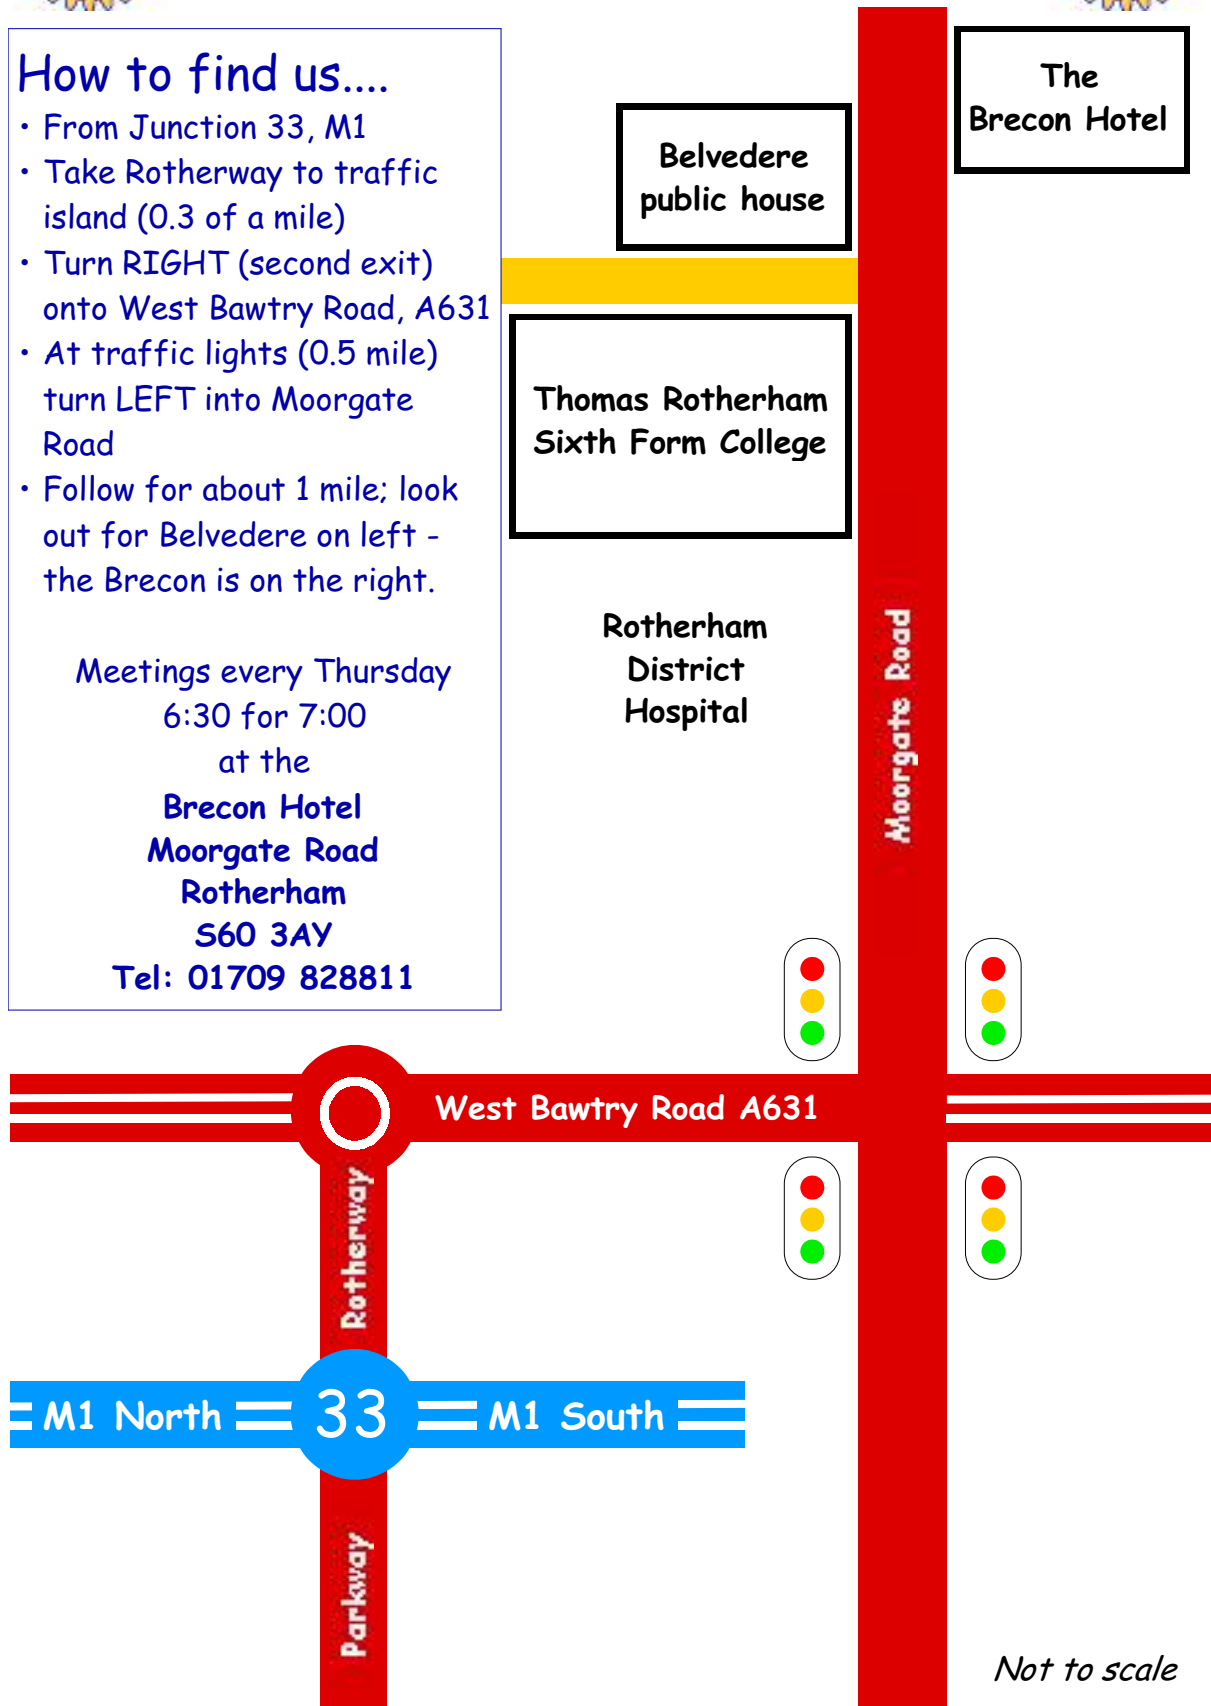 How to find us....
• From Junction 33, M1
• Take Rotherway to traffic
island (0.3 of a mile)
• Turn RIGHT (second exit)
onto West Bawtry Road, A631
• At traffic lights (0.5 mile)
turn LEFT into Moorgate
Road
• Follow for about 1 mile; look
out for Belvedere on left -
the Brecon is on the right.
Meetings every Thursday
6:30 for 7:00
at the
Brecon Hotel
Moorgate Road
Rotherham
S60 3AY
Tel: 01709 828811
The
Brecon Hotel
Belvedere
public house
Thomas Rotherham
Sixth Form College
Rotherham
District
Hospital
Moorgate Road
West Bawtry Road A631
Rotherway
M1 North
33
M1 South
Parkway
Not to scale